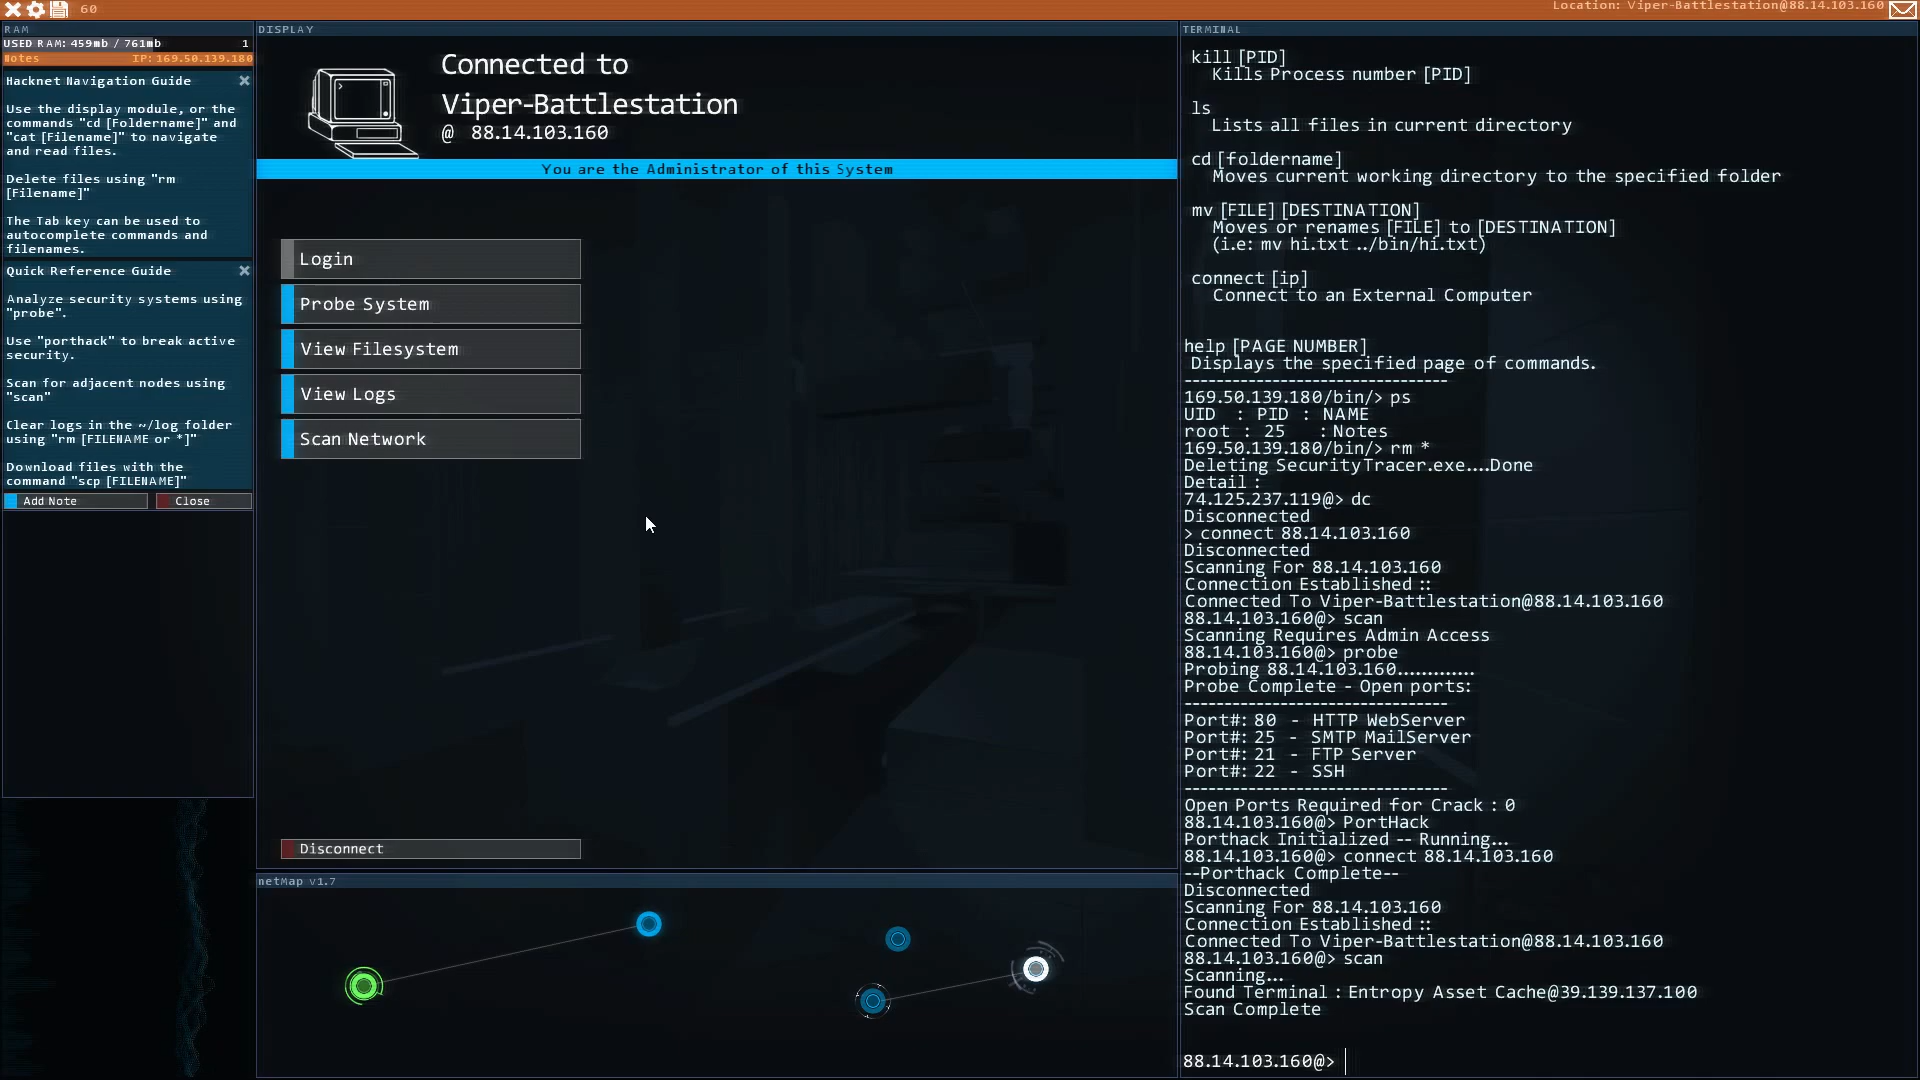 60
Location: Viper-Battlestation@88.14.103.160
RAM
USED RAM: 459mb / 761mb 1
Notes IP: 169.50.139.180
Hacknet Navigation Guide
Use the display module, or the
commands "cd [Foldername]" and
"cat [Filename]" to navigate
and read files.
Delete files using "rm
[Filename]"
The Tab key can be used to
autocomplete commands and
filenames.
Quick Reference Guide
Analyze security systems using
"probe".
Use "porthack" to break active
security.
Scan for adjacent nodes using
"scan"
Clear logs in the ~/log folder
using "rm [FILENAME or *]"
Download files with the
command "scp [FILENAME]"
Add Note
Close
DISPLAY
Connected to
Viper-Battlestation
@ 88.14.103.160
You are the Administrator of this System
Login
Probe System
View Filesystem
View Logs
Scan Network
Disconnect
netMap v1.7
TERMINAL
kill [PID]
Kills Process number [PID]
ls
Lists all files in current directory
cd [foldername]
Moves current working directory to the specified folder
mv [FILE] [DESTINATION]
Moves or renames [FILE] to [DESTINATION]
(i.e: mv hi.txt ../bin/hi.txt)
connect [ip]
Connect to an External Computer
help [PAGE NUMBER]
Displays the specified page of commands.
--------------------------------
169.50.139.180/bin/> ps
UID : PID : NAME
root : 25 : Notes
169.50.139.180/bin/> rm *
Deleting SecurityTracer.exe....Done
Detail :
74.125.237.119@> dc
Disconnected
> connect 88.14.103.160
Disconnected
Scanning For 88.14.103.160
Connection Established ::
Connected To Viper-Battlestation@88.14.103.160
88.14.103.160@> scan
Scanning Requires Admin Access
88.14.103.160@> probe
Probing 88.14.103.160.............
Probe Complete - Open ports:
--------------------------------
Port#: 80 - HTTP WebServer
Port#: 25 - SMTP MailServer
Port#: 21 - FTP Server
Port#: 22 - SSH
--------------------------------
Open Ports Required for Crack : 0
88.14.103.160@> PortHack
Porthack Initialized -- Running...
88.14.103.160@> connect 88.14.103.160
--Porthack Complete--
Disconnected
Scanning For 88.14.103.160
Connection Established ::
Connected To Viper-Battlestation@88.14.103.160
88.14.103.160@> scan
Scanning...
Found Terminal : Entropy Asset Cache@39.139.137.100
Scan Complete
88.14.103.160@>